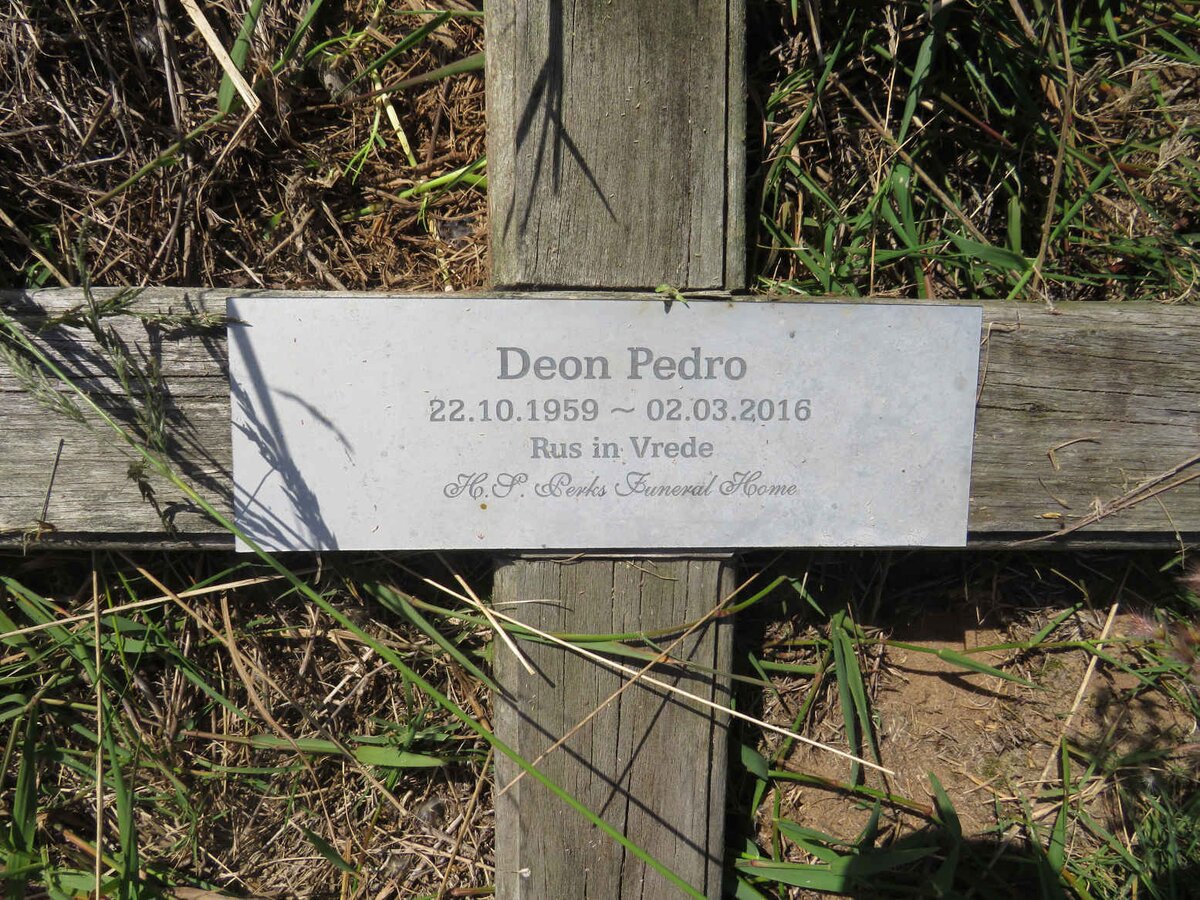 Deon Pedro
22.10.1959 ~ 02.03.2016
Rus in Vrede
H.S. Perks Funeral Home